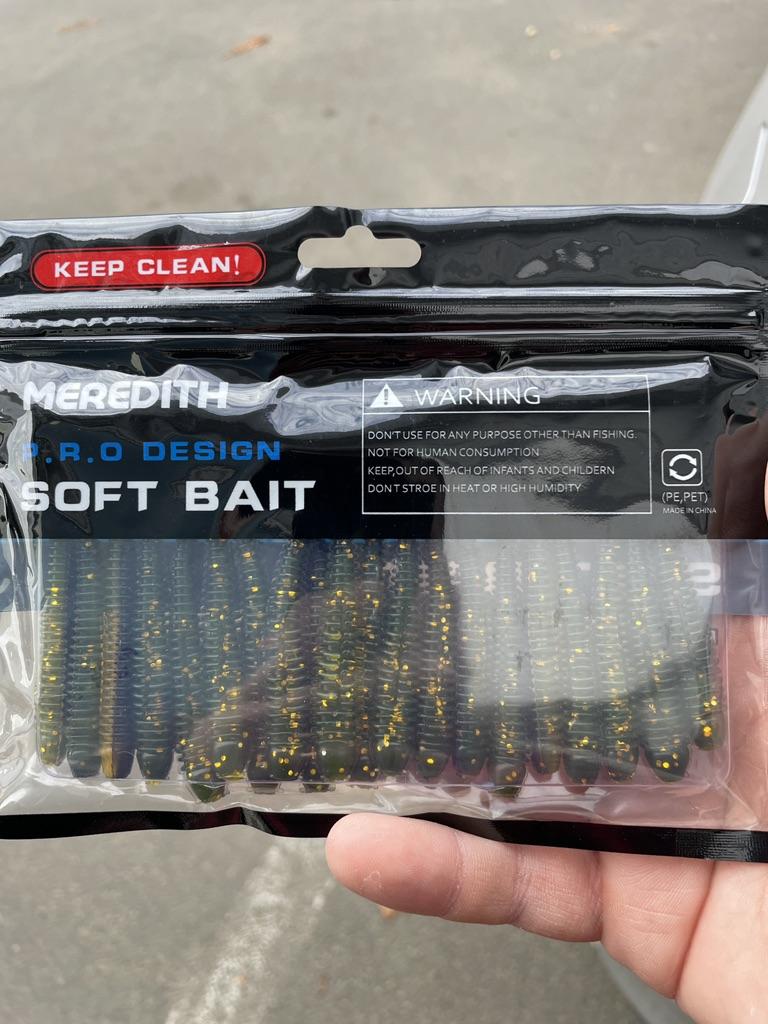 KEEP CLEAN!
MEREDITH
P.R.O DESIGN
SOFT BAIT
WARNING
DON'T USE FOR ANY PURPOSE OTHER THAN FISHING.
NOT FOR HUMAN CONSUMPTION
KEEP,OUT OF REACH OF INFANTS AND CHILDERN
DON T STROE IN HEAT OR HIGH HUMIDITY
(PE,PET)
MADE IN CHINA